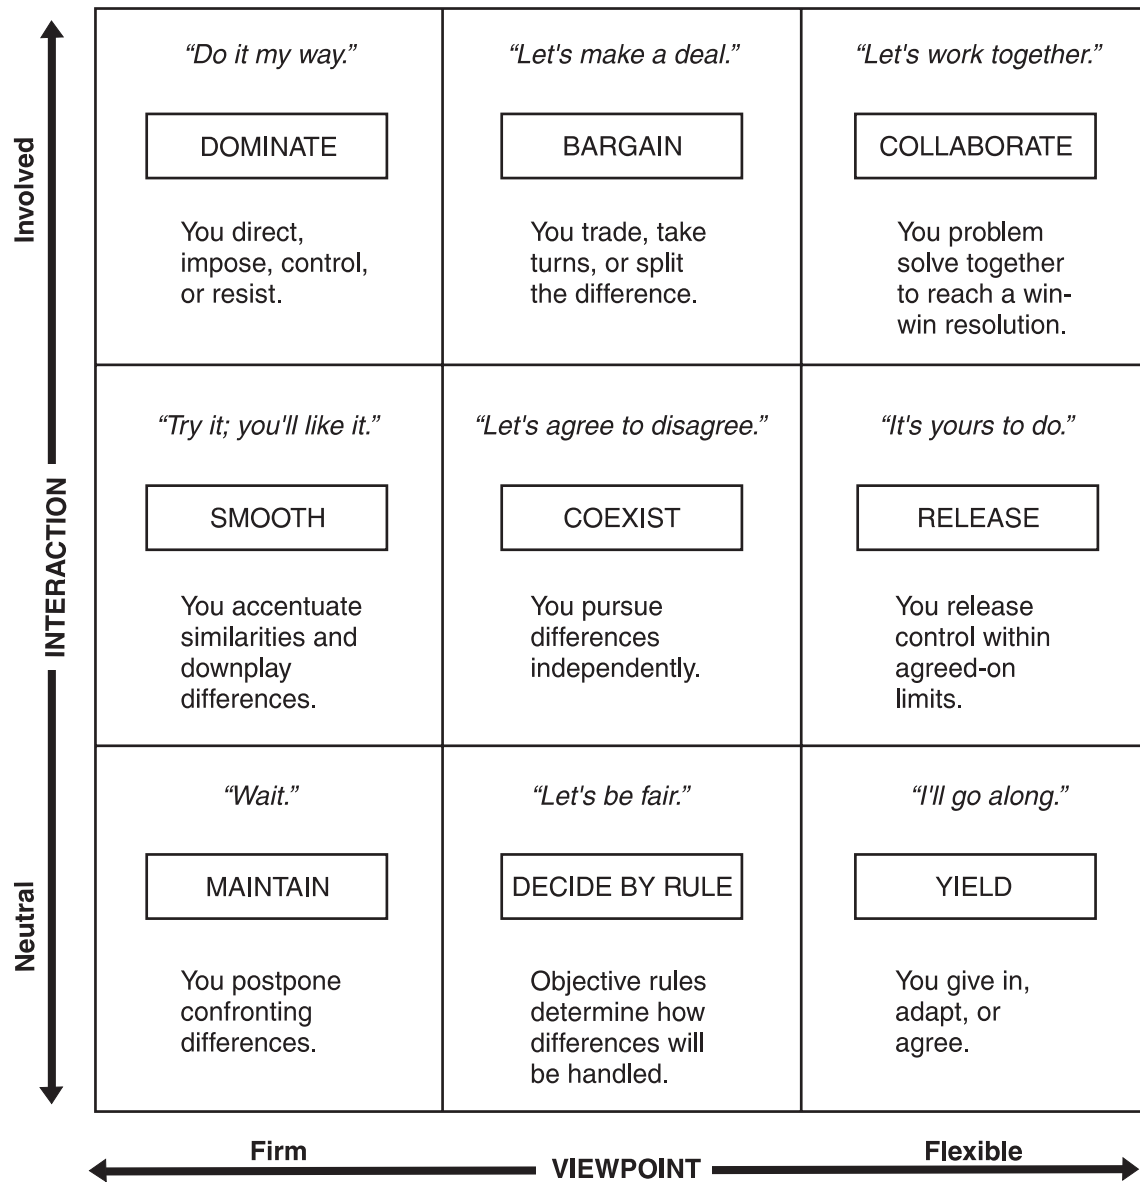 “Do it my way.”
DOMINATE
You direct,
impose, control,
or resist.
“Let's make a deal.”
BARGAIN
You trade, take
turns, or split
the difference.
“Let's work together.”
COLLABORATE
You problem
solve together
to reach a win-
win resolution.
“Try it; you'll like it.”
SMOOTH
You accentuate
similarities and
downplay
differences.
“Let's agree to disagree.”
COEXIST
You pursue
differences
independently.
“It's yours to do.”
RELEASE
You release
control within
agreed-on
limits.
“Wait.”
MAINTAIN
You postpone
confronting
differences.
“Let's be fair.”
DECIDE BY RULE
Objective rules
determine how
differences will
be handled.
“I'll go along.”
YIELD
You give in,
adapt, or
agree.
Involved
INTERACTION
Neutral
Firm
VIEWPOINT
Flexible